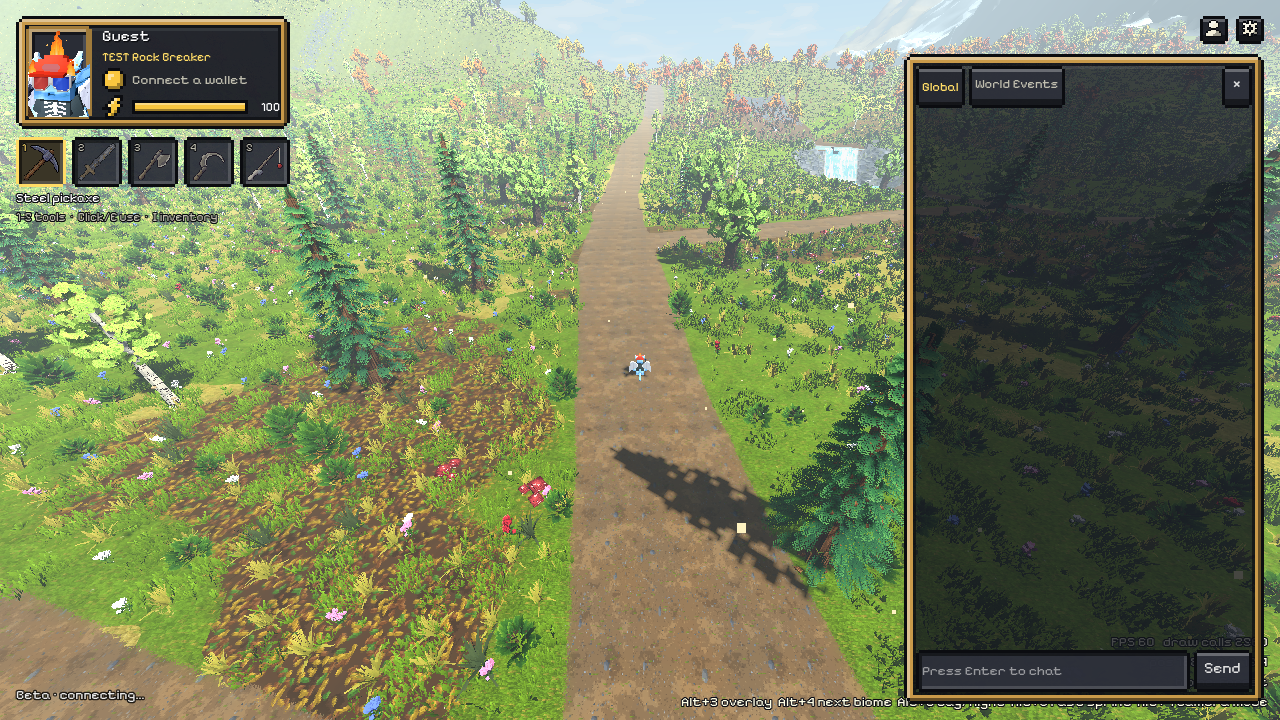 Guest
TEST Rock Breaker
Connect a wallet
100
1 2 3 4 5
Steel pickaxe
1-5 tools · Click/E use · I inventory
Global
World Events
×
FPS 60 draw calls
Press Enter to chat
Send
Beta · connecting...
Alt+3 overlay Alt+4 next biome